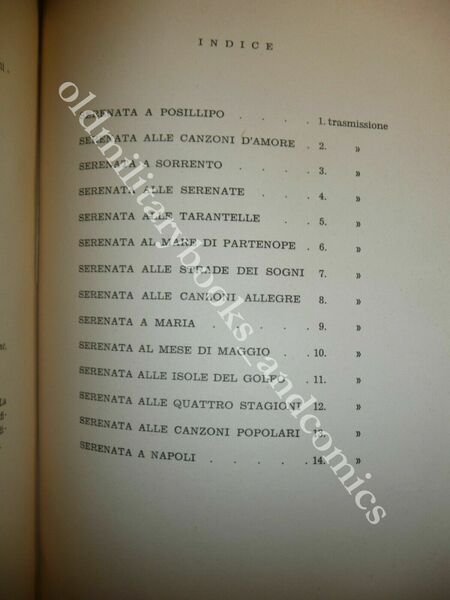 INDICE
SERENATA A POSILLIPO . . . . 1. trasmissione
SERENATA ALLE CANZONI D'AMORE . 2. »
SERENATA A SORRENTO . . . . 3. »
SERENATA ALLE SERENATE . . . 4. »
SERENATA ALLE TARANTELLE . . 5. »
SERENATA AL MARE DI PARTENOPE . 6. »
SERENATA ALLE STRADE DEI SOGNI 7. »
SERENATA ALLE CANZONI ALLEGRE . 8. »
SERENATA A MARIA . . . . . 9. »
SERENATA AL MESE DI MAGGIO . . 10. »
SERENATA ALLE ISOLE DEL GOLFO . 11. »
SERENATA ALLE QUATTRO STAGIONI 12. »
SERENATA ALLE CANZONI POPOLARI . 13. »
SERENATA A NAPOLI . . . . . 14. »
oldmilitarybooks_andcomics